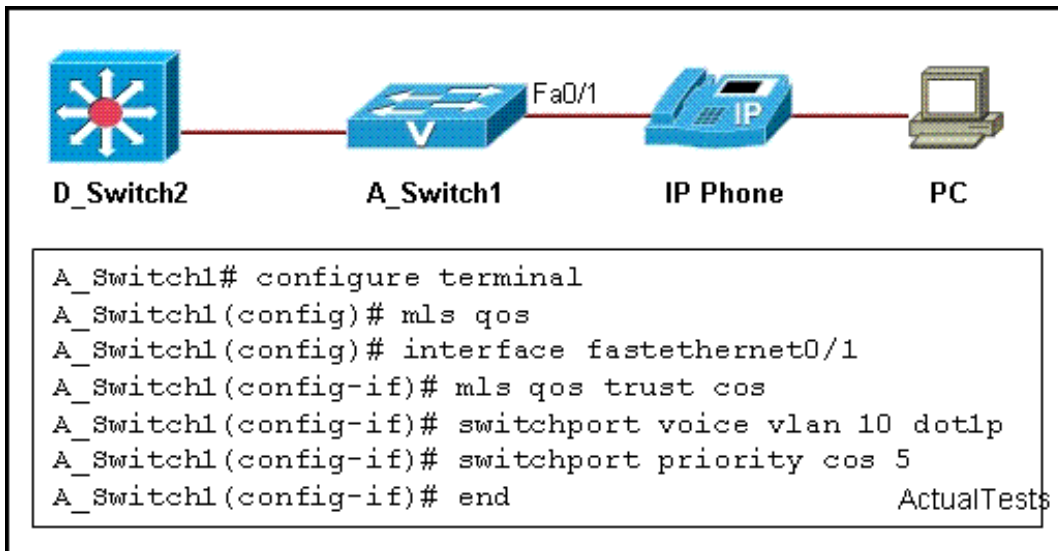 Fa0/1
V
IP
D_Switch2
A_Switch1
IP Phone
PC
A_Switch1# configure terminal
A_Switch1(config)# mls qos
A_Switch1(config)# interface fastethernet0/1
A_Switch1(config-if)# mls qos trust cos
A_Switch1(config-if)# switchport voice vlan 10 dot1p
A_Switch1(config-if)# switchport priority cos 5
A_Switch1(config-if)# end
ActualTests